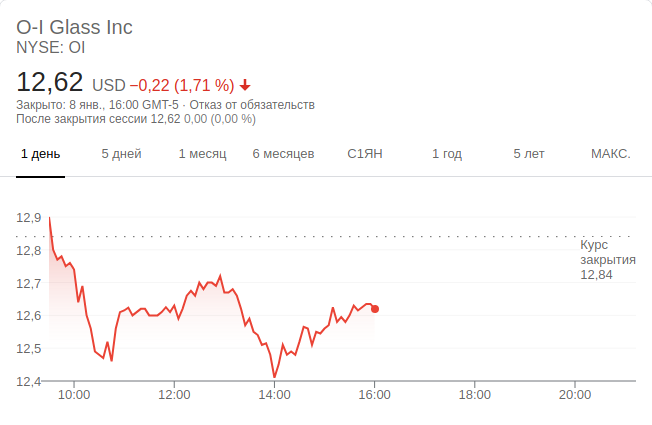 O-I Glass Inc
NYSE: OI
12,62 USD −0,22 (1,71 %)
Закрыто: 8 янв., 16:00 GMT-5 · Отказ от обязательств
После закрытия сессии 12,62 0,00 (0,00 %)
1 день 5 дней 1 месяц 6 месяцев С1ЯН 1 год 5 лет МАКС.
12,9
12,8
12,7
12,6
12,5
12,4
Курс
закрытия
12,84
10:00 12:00 14:00 16:00 18:00 20:00